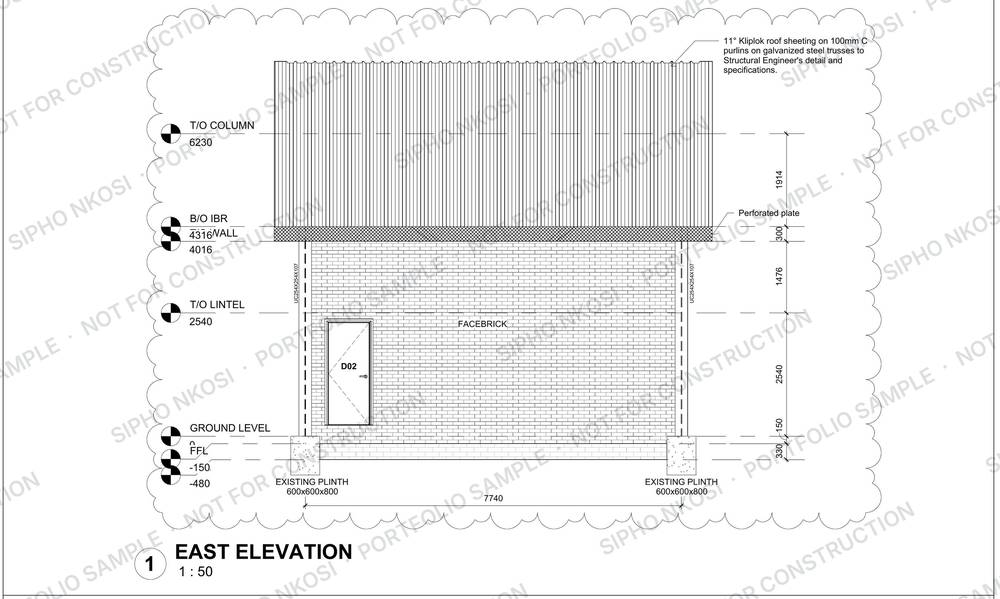 11° Kliplok roof sheeting on 100mm C
purlins on galvanized steel trusses to
Structural Engineer's detail and
specifications.
T/O COLUMN
6230
1914
B/O IBR
4316
WALL
4016
Perforated plate
300
UC254X254X107
UC254X254X107
1476
T/O LINTEL
2540
FACEBRICK
D02
2540
GROUND LEVEL
0
FFL
-150
-480
150
330
EXISTING PLINTH
600x600x800
EXISTING PLINTH
600x600x800
7740
1
EAST ELEVATION
1 : 50
SIPHO NKOSI · PORTFOLIO SAMPLE · NOT FOR CONSTRUCTION